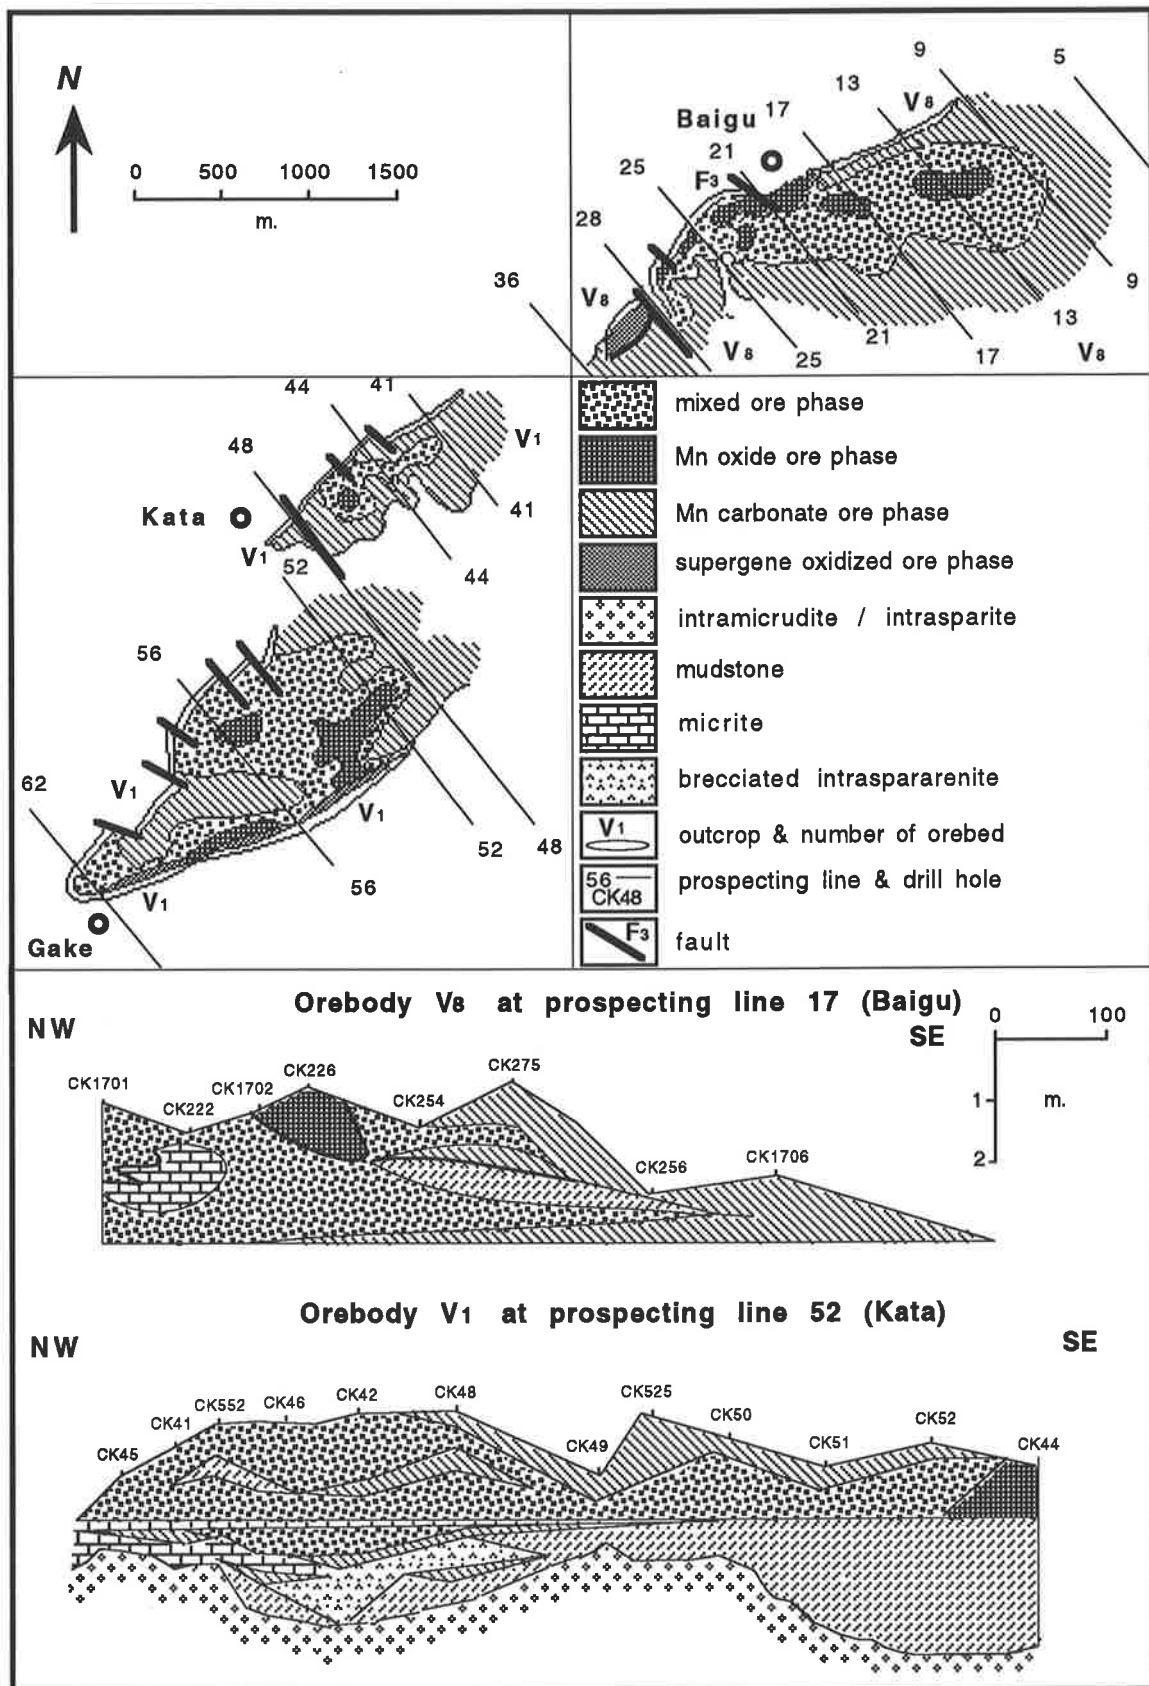 N
0 500 1000 1500
m.
Baigu
F3
V8
V8
V8
V8
5
9
13
17
21
25
28
36
9
13
17
21
25
44
41
48
V1
Kata
V1
41
44
52
56
62
V1
V1
V1
48
52
56
Gake
mixed ore phase
Mn oxide ore phase
Mn carbonate ore phase
supergene oxidized ore phase
intramicrudite / intrasparite
mudstone
micrite
brecciated intraspararenite
V1 outcrop & number of orebed
56 CK48 prospecting line & drill hole
F3 fault
Orebody V8 at prospecting line 17 (Baigu)
NW
SE
0 100
1
2
m.
CK1701
CK222
CK1702
CK226
CK254
CK275
CK256
CK1706
Orebody V1 at prospecting line 52 (Kata)
NW
SE
CK45
CK41
CK552
CK46
CK42
CK48
CK49
CK525
CK50
CK51
CK52
CK44